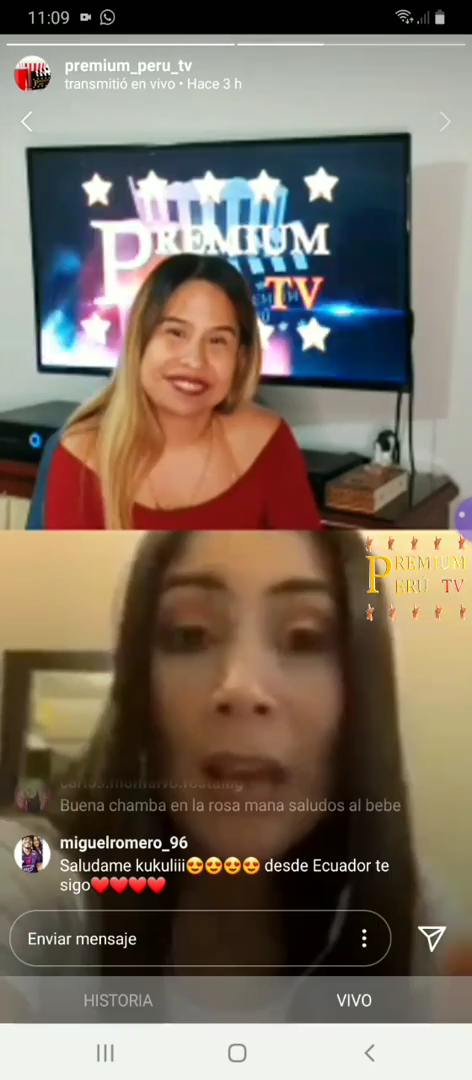 11:09
premium_peru_tv
transmitió en vivo • Hace 3 h
PREMIUM
TV
PREMIUM
PERU TV
Buena chamba en la rosa mana saludos al bebe
miguelromero_96
Saludame kukuliii😍😍😍😍 desde Ecuador te
sigo❤️❤️❤️❤️
Enviar mensaje
HISTORIA
VIVO